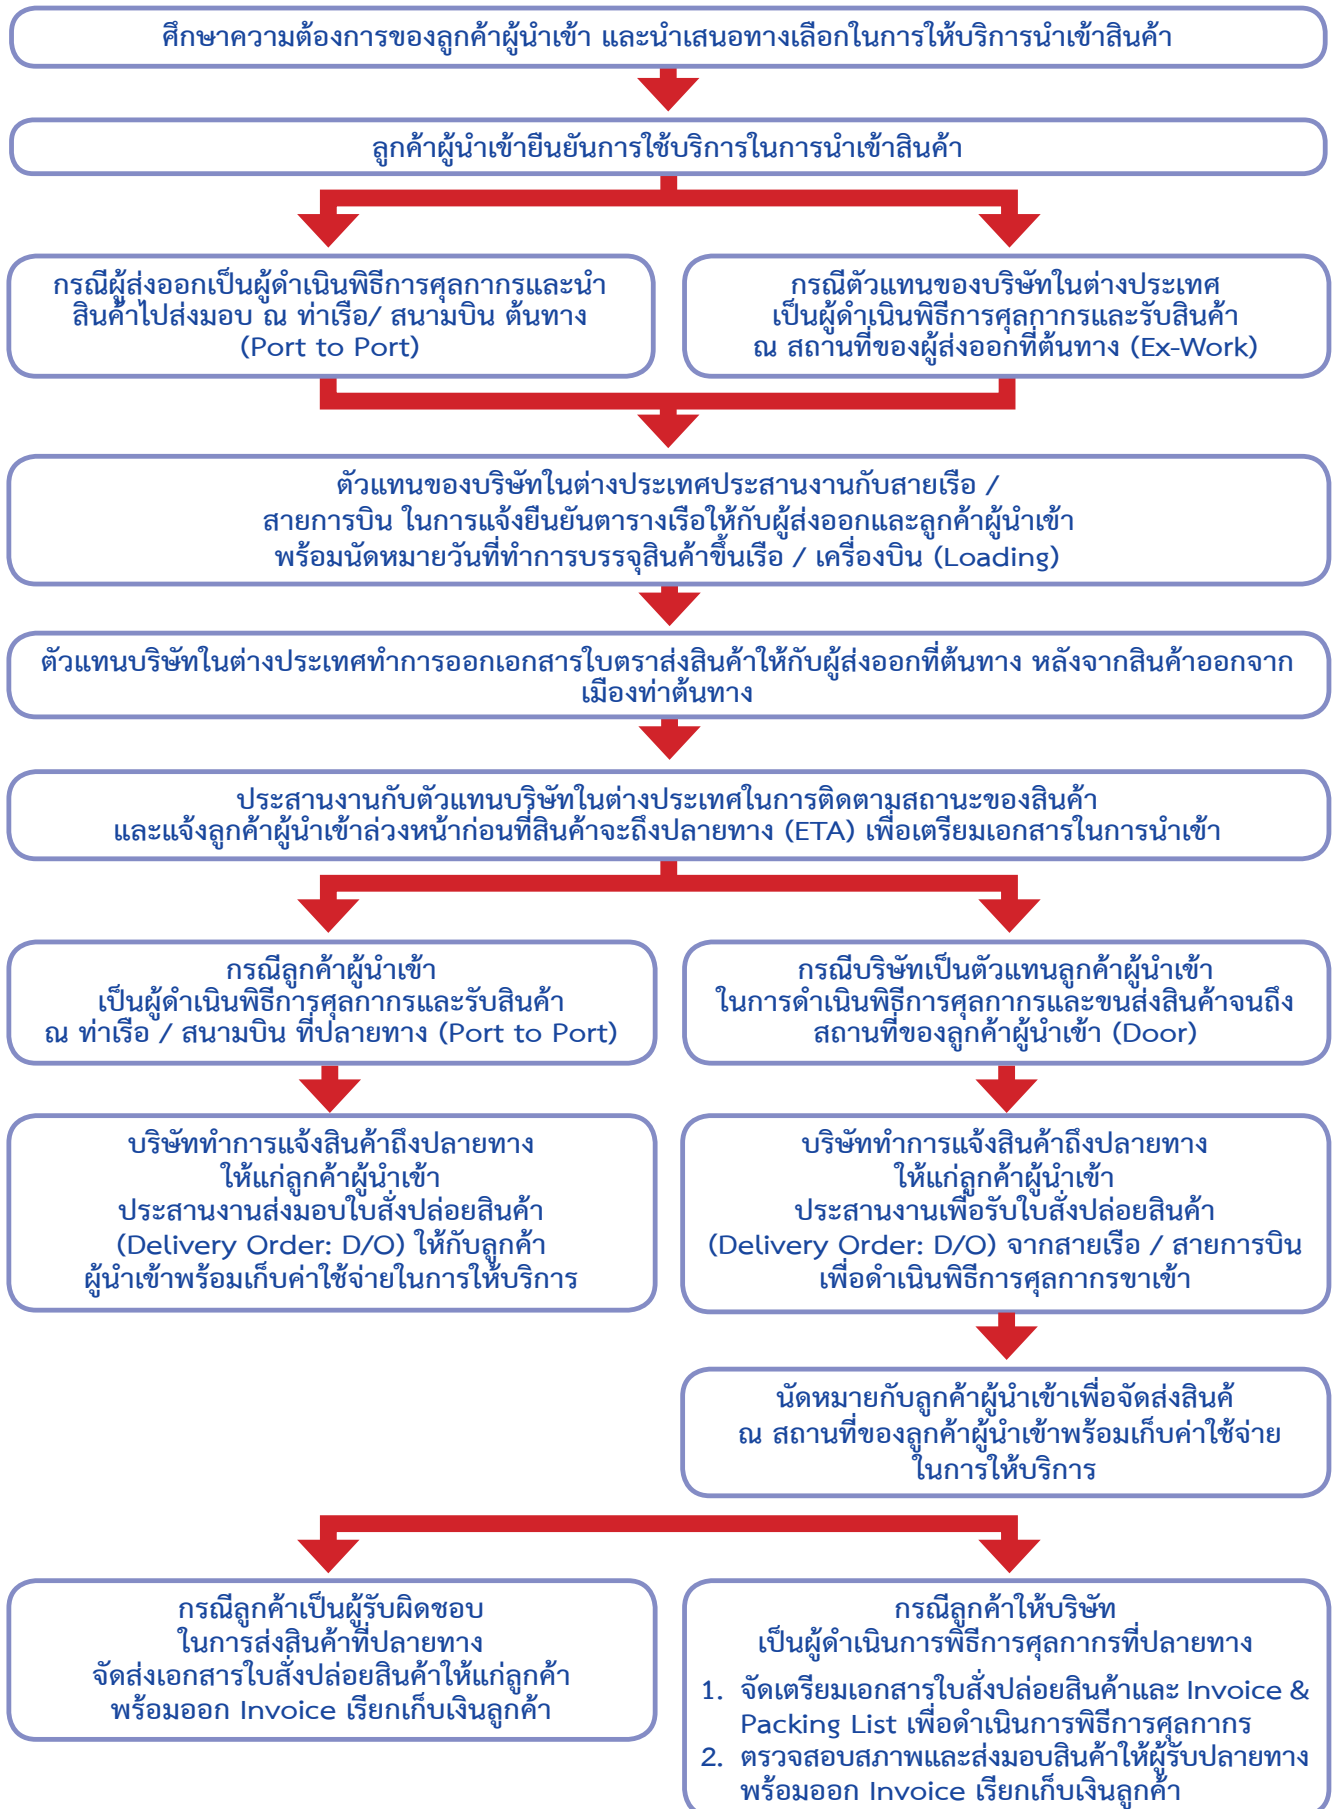 ศึกษาความต้องการของลูกค้าผู้นำเข้า และนำเสนอทางเลือกในการให้บริการนำเข้าสินค้า
ลูกค้าผู้นำเข้ายืนยันการใช้บริการในการนำเข้าสินค้า
กรณีผู้ส่งออกเป็นผู้ดำเนินพิธีการศุลกากรและนำ
สินค้าไปส่งมอบ ณ ท่าเรือ/ สนามบิน ต้นทาง
(Port to Port)
กรณีตัวแทนของบริษัทในต่างประเทศ
เป็นผู้ดำเนินพิธีการศุลกากรและรับสินค้า
ณ สถานที่ของผู้ส่งออกที่ต้นทาง (Ex-Work)
ตัวแทนของบริษัทในต่างประเทศประสานงานกับสายเรือ /
สายการบิน ในการแจ้งยืนยันตารางเรือให้กับผู้ส่งออกและลูกค้าผู้นำเข้า
พร้อมนัดหมายวันที่ทำการบรรจุสินค้าขึ้นเรือ / เครื่องบิน (Loading)
ตัวแทนบริษัทในต่างประเทศทำการออกเอกสารใบตราส่งสินค้าให้กับผู้ส่งออกที่ต้นทาง หลังจากสินค้าออกจาก
เมืองท่าต้นทาง
ประสานงานกับตัวแทนบริษัทในต่างประเทศในการติดตามสถานะของสินค้า
และแจ้งลูกค้าผู้นำเข้าล่วงหน้าก่อนที่สินค้าจะถึงปลายทาง (ETA) เพื่อเตรียมเอกสารในการนำเข้า
กรณีลูกค้าผู้นำเข้า
เป็นผู้ดำเนินพิธีการศุลกากรและรับสินค้า
ณ ท่าเรือ / สนามบิน ที่ปลายทาง (Port to Port)
กรณีบริษัทเป็นตัวแทนลูกค้าผู้นำเข้า
ในการดำเนินพิธีการศุลกากรและขนส่งสินค้าจนถึง
สถานที่ของลูกค้าผู้นำเข้า (Door)
บริษัททำการแจ้งสินค้าถึงปลายทาง
ให้แก่ลูกค้าผู้นำเข้า
ประสานงานส่งมอบใบสั่งปล่อยสินค้า
(Delivery Order: D/O) ให้กับลูกค้า
ผู้นำเข้าพร้อมเก็บค่าใช้จ่ายในการให้บริการ
บริษัททำการแจ้งสินค้าถึงปลายทาง
ให้แก่ลูกค้าผู้นำเข้า
ประสานงานเพื่อรับใบสั่งปล่อยสินค้า
(Delivery Order: D/O) จากสายเรือ / สายการบิน
เพื่อดำเนินพิธีการศุลกากรขาเข้า
นัดหมายกับลูกค้าผู้นำเข้าเพื่อจัดส่งสินค้
ณ สถานที่ของลูกค้าผู้นำเข้าพร้อมเก็บค่าใช้จ่าย
ในการให้บริการ
กรณีลูกค้าเป็นผู้รับผิดชอบ
ในการส่งสินค้าที่ปลายทาง
จัดส่งเอกสารใบสั่งปล่อยสินค้าให้แก่ลูกค้า
พร้อมออก Invoice เรียกเก็บเงินลูกค้า
กรณีลูกค้าให้บริษัท
เป็นผู้ดำเนินการพิธีการศุลกากรที่ปลายทาง
1. จัดเตรียมเอกสารใบสั่งปล่อยสินค้าและ Invoice &
Packing List เพื่อดำเนินการพิธีการศุลกากร
2. ตรวจสอบสภาพและส่งมอบสินค้าให้ผู้รับปลายทาง
พร้อมออก Invoice เรียกเก็บเงินลูกค้า